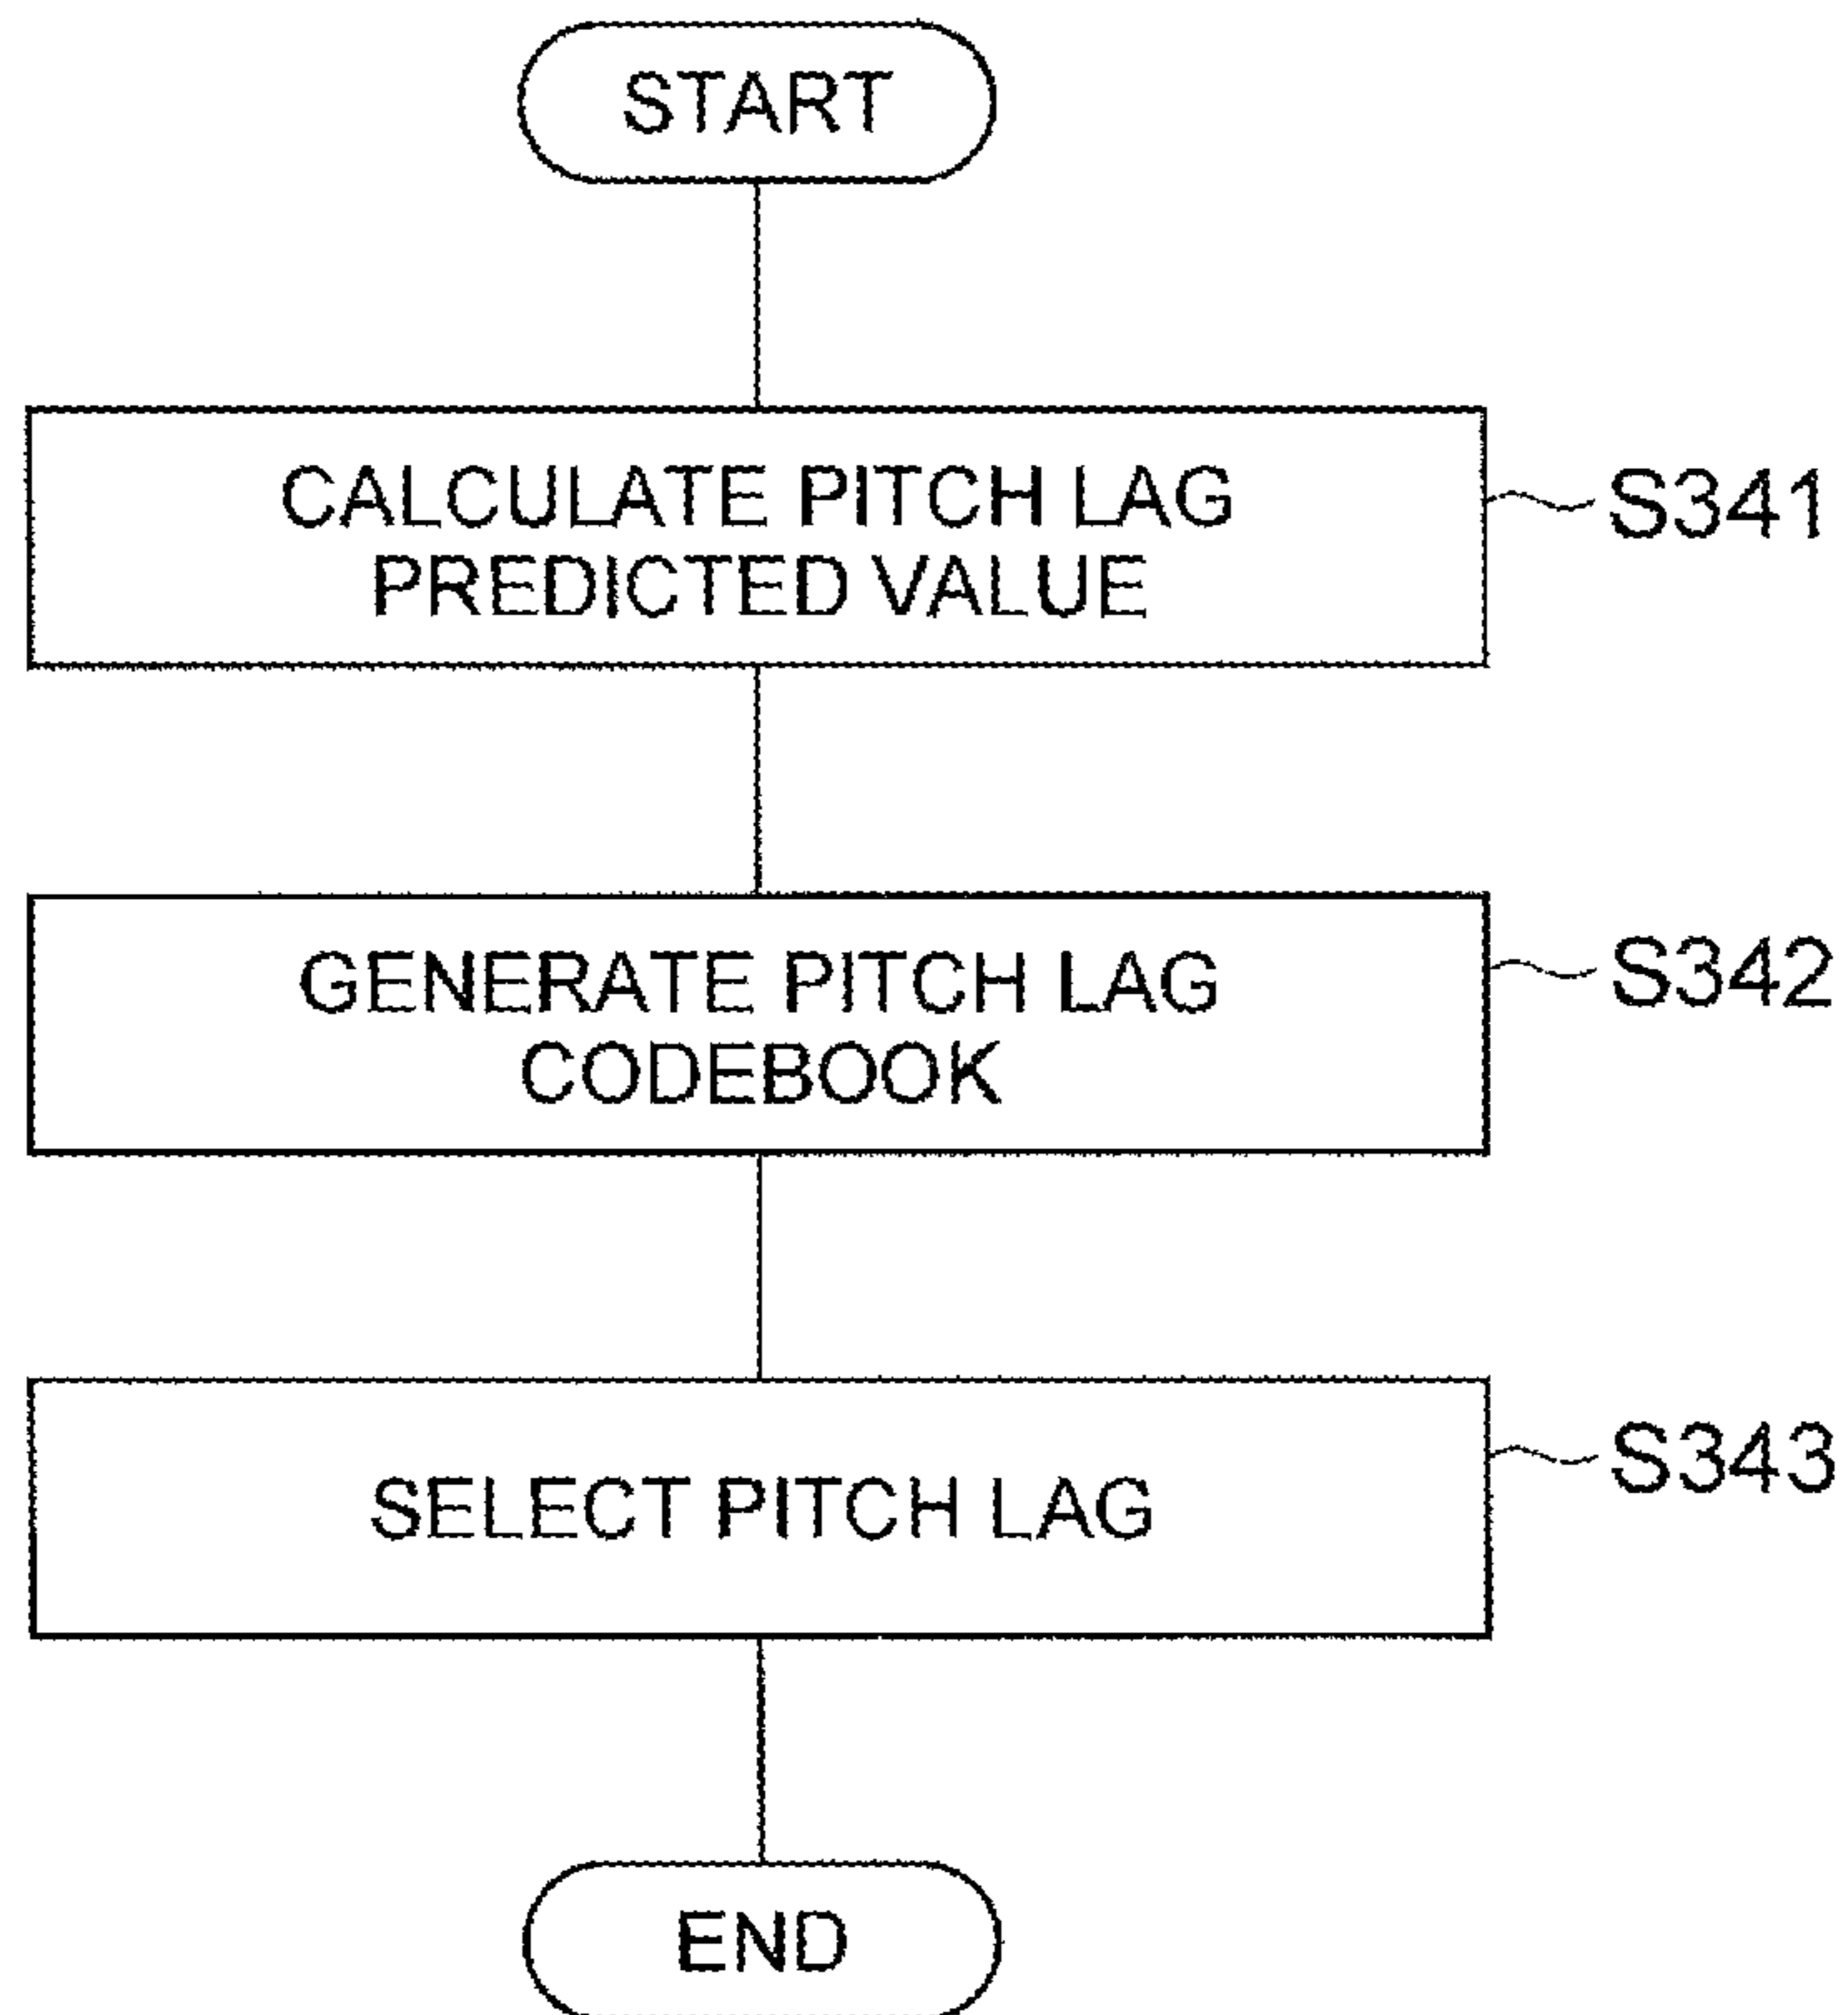 START
CALCULATE PITCH LAG
PREDICTED VALUE
S341
GENERATE PITCH LAG
CODEBOOK
S342
SELECT PITCH LAG
S343
END